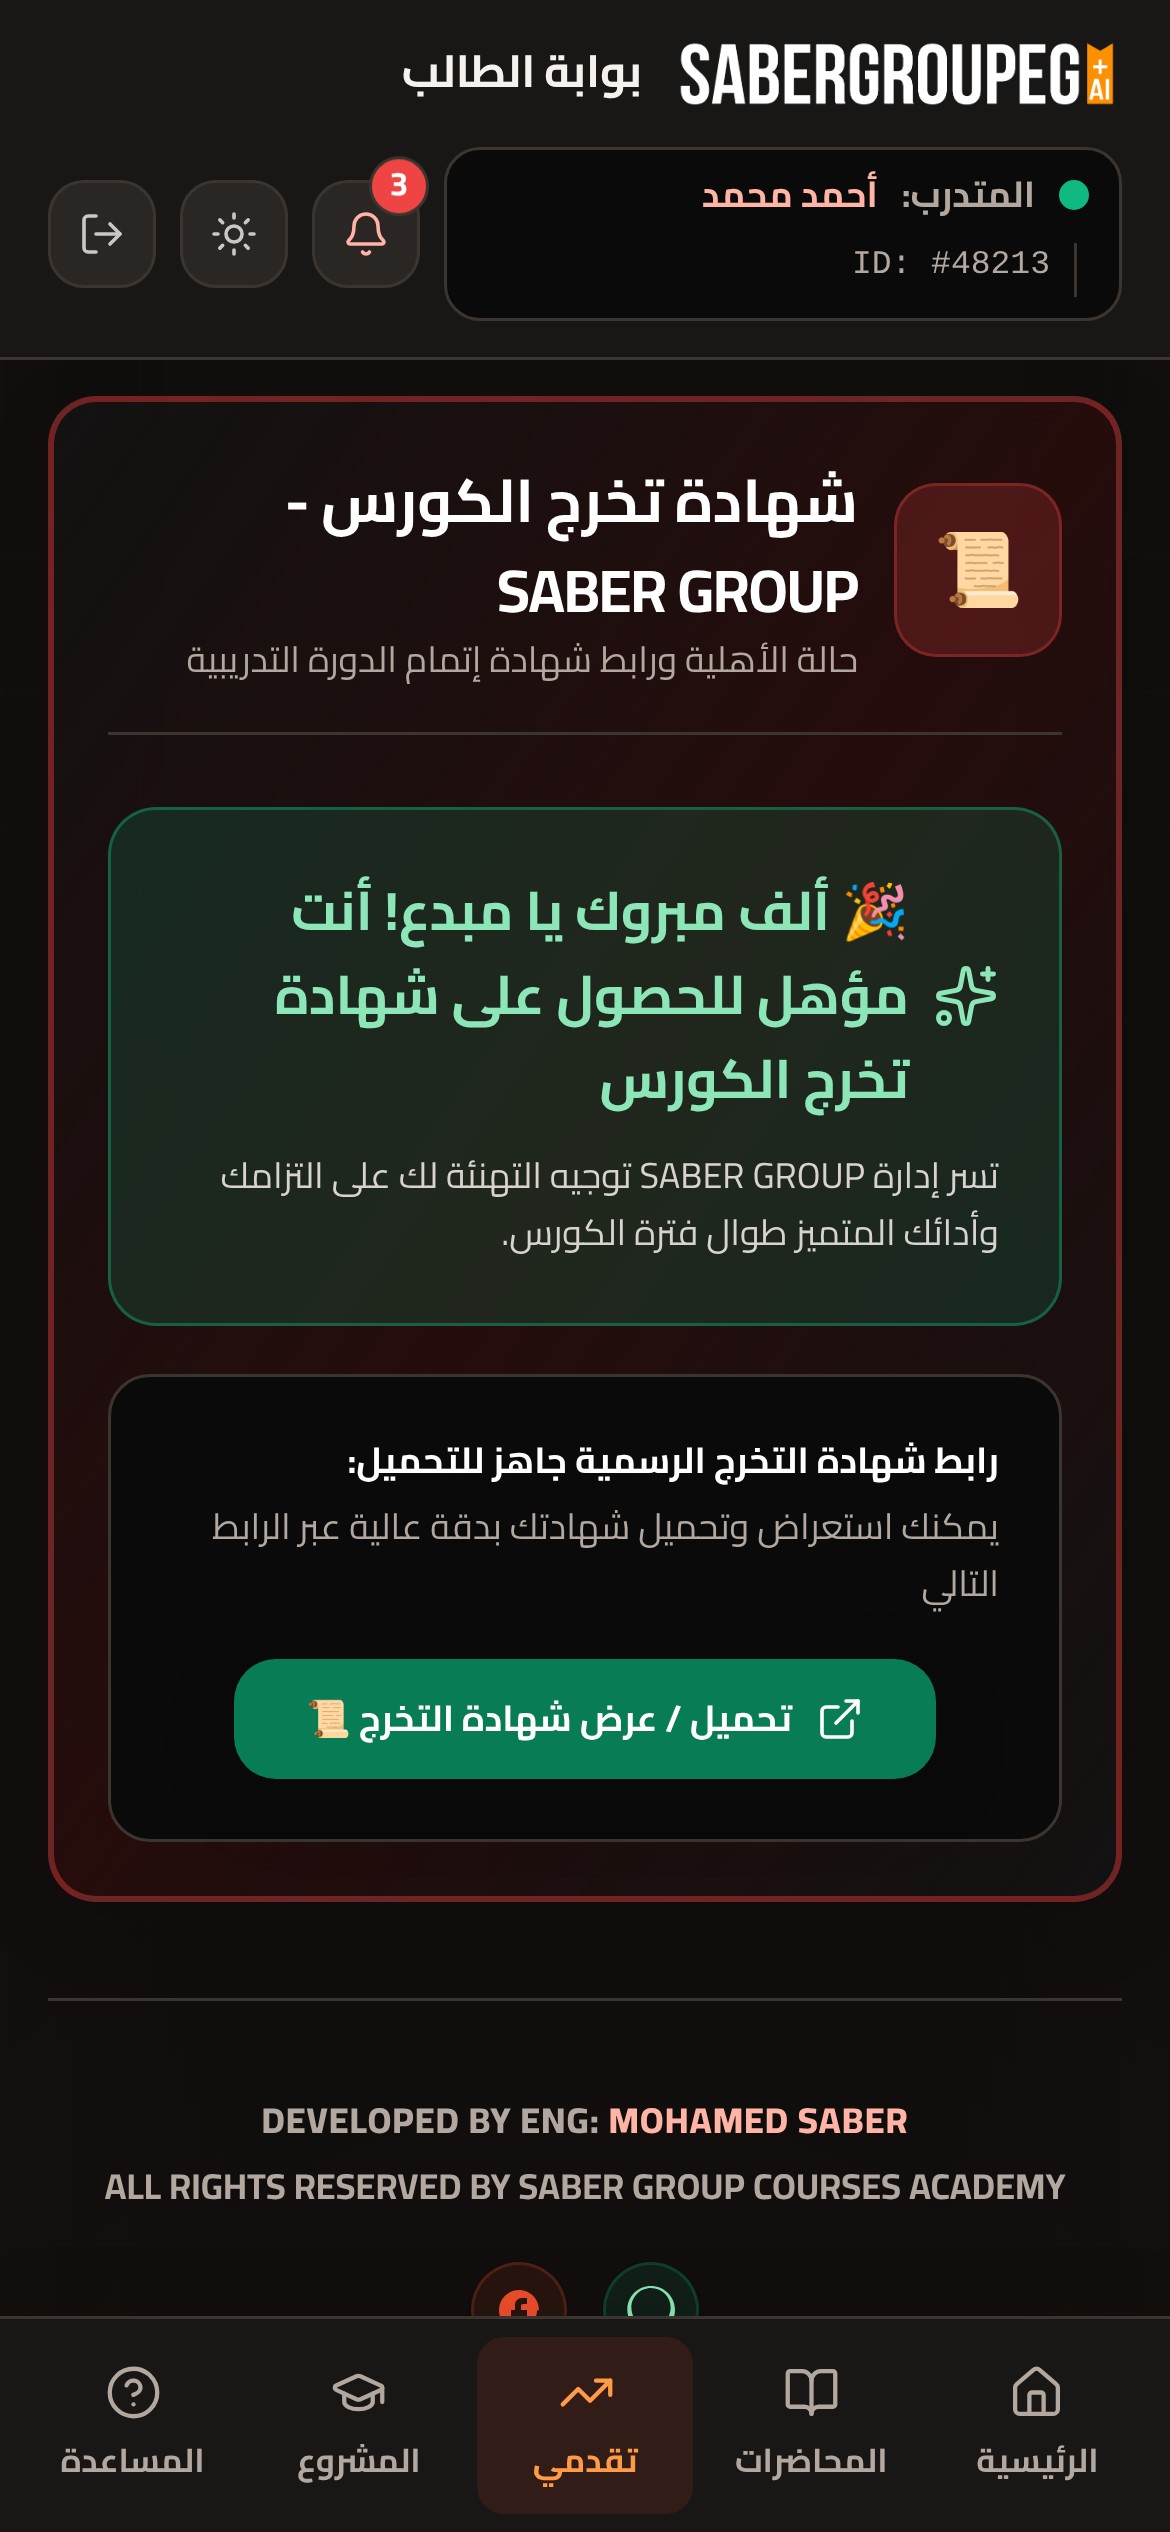 SABERGROUPEG +AI
بوابة الطالب
المتدرب: أحمد محمد
ID: #48213
3
شهادة تخرج الكورس -
SABER GROUP
حالة الأهلية ورابط شهادة إتمام الدورة التدريبية
🎉 ألف مبروك يا مبدع! أنت
مؤهل للحصول على شهادة
تخرج الكورس
تسر إدارة SABER GROUP توجيه التهنئة لك على التزامك
وأدائك المتميز طوال فترة الكورس.
رابط شهادة التخرج الرسمية جاهز للتحميل:
يمكنك استعراض وتحميل شهادتك بدقة عالية عبر الرابط
التالي
تحميل / عرض شهادة التخرج 📜
DEVELOPED BY ENG: MOHAMED SABER
ALL RIGHTS RESERVED BY SABER GROUP COURSES ACADEMY
الرئيسية
المحاضرات
تقدمي
المشروع
المساعدة